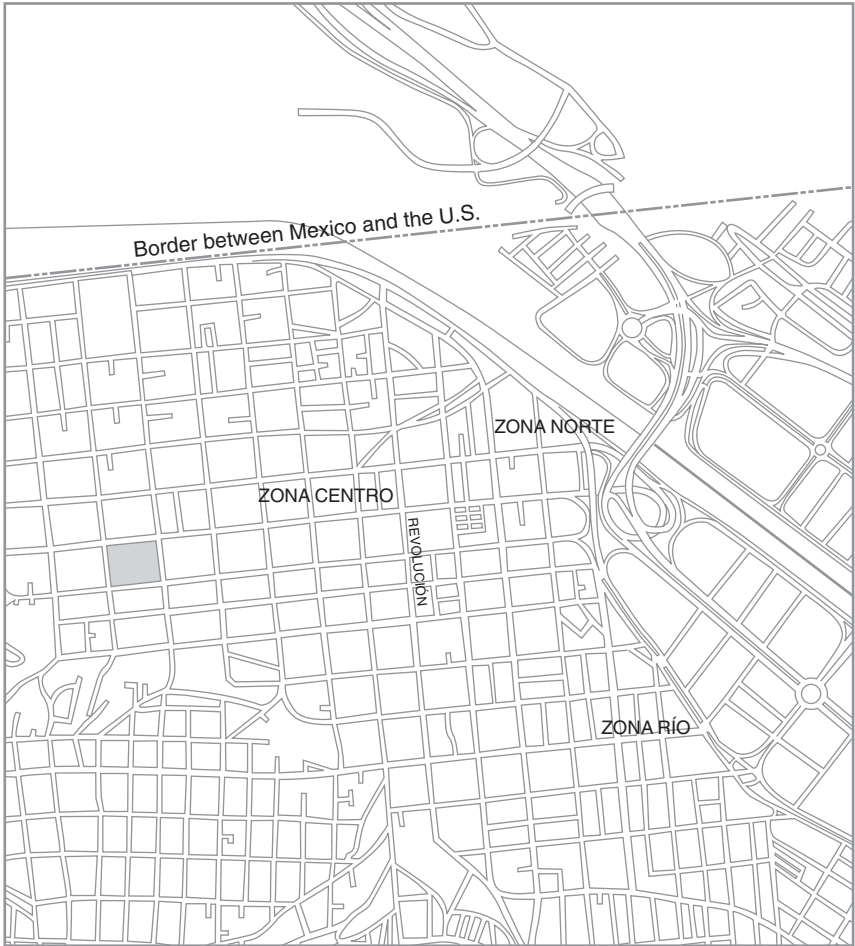 Border between Mexico and the U.S.
ZONA NORTE
ZONA CENTRO
REVOLUCIÓN
ZONA RÍO